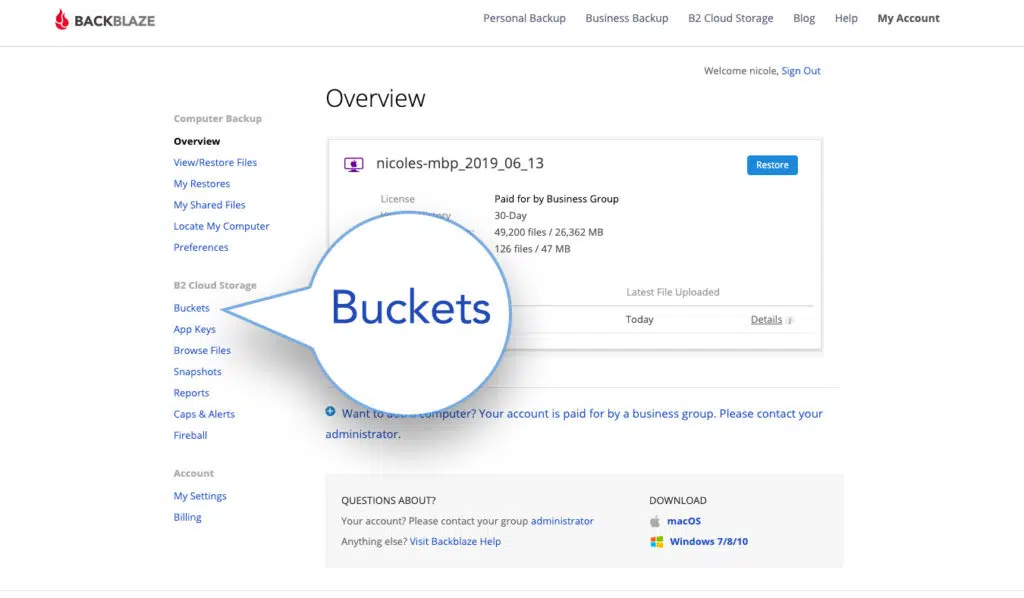 BACKBLAZE
Personal Backup Business Backup B2 Cloud Storage Blog Help My Account
Welcome nicole, Sign Out
Overview
Computer Backup
Overview
View/Restore Files
My Restores
My Shared Files
Locate My Computer
Preferences
B2 Cloud Storage
Buckets
App Keys
Browse Files
Snapshots
Reports
Caps & Alerts
Fireball
Account
My Settings
Billing
nicoles-mbp_2019_06_13
Restore
License Paid for by Business Group
30-Day
49,200 files / 26,362 MB
126 files / 47 MB
Buckets
Latest File Uploaded
Today Details
Want to add a computer? Your account is paid for by a business group. Please contact your
administrator.
QUESTIONS ABOUT?
Your account? Please contact your group administrator
Anything else? Visit Backblaze Help
DOWNLOAD
macOS
Windows 7/8/10